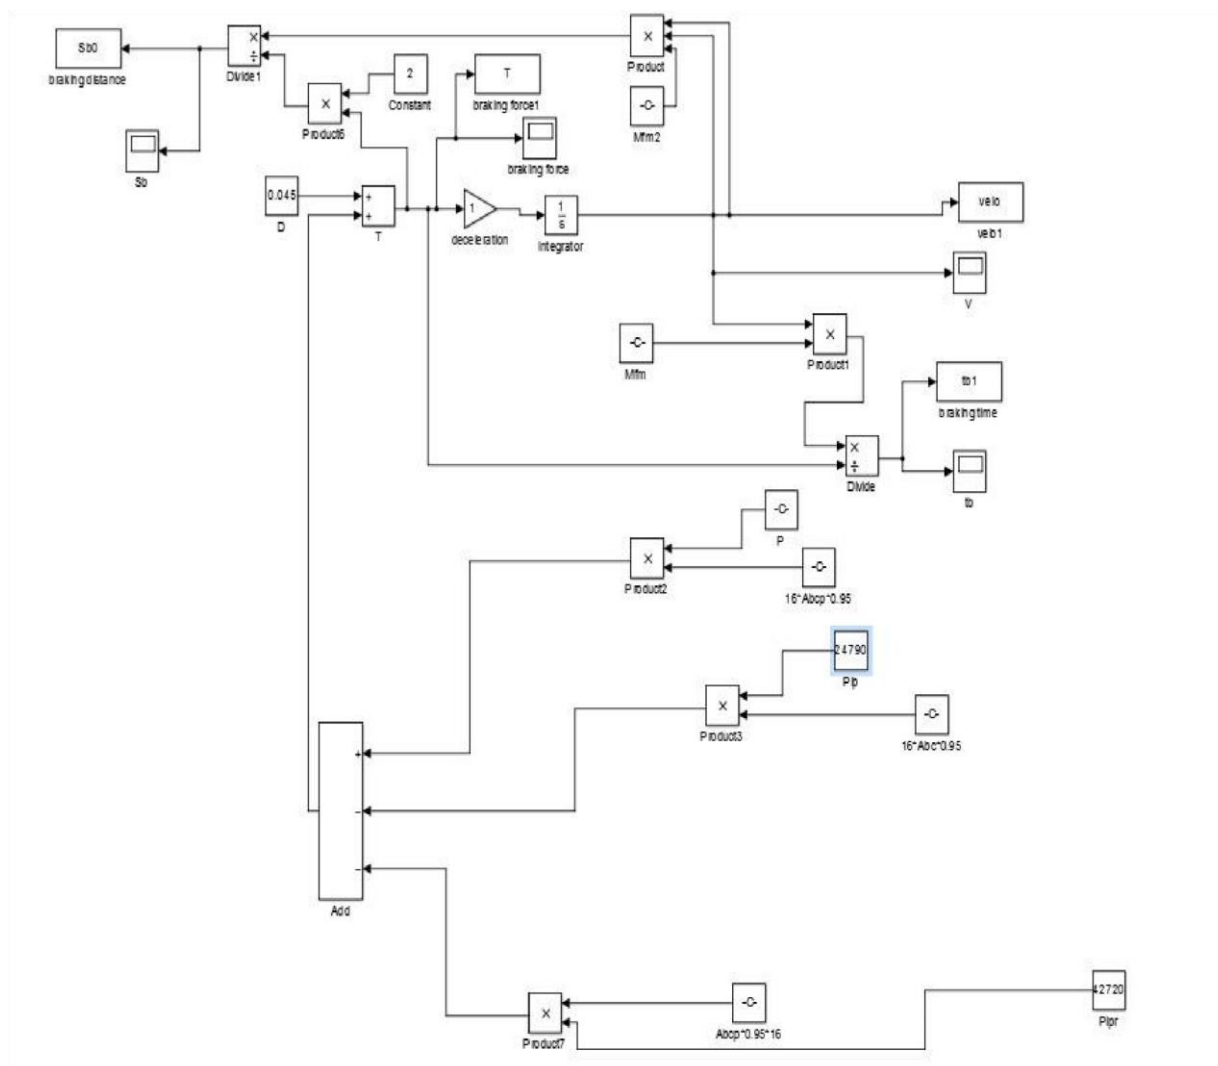 Sb0
braking distance
×
÷
Divide1
×
Product6
2
Constant
T
braking force1
×
Product
-C-
Mfm2
Sb
braking force
0.045
D
+
+
T
1
deceleration
1
s
Integrator
velo
velo1
V
-C-
Mfm
×
Product1
tb1
braking time
×
÷
Divide
tb
-C-
P
×
Product2
-C-
16*Abcp*0.95
24790
Plp
×
Product3
-C-
16*Abc*0.95
+
−
−
Add
×
Product7
-C-
Abcp*0.95*16
42720
Plpr